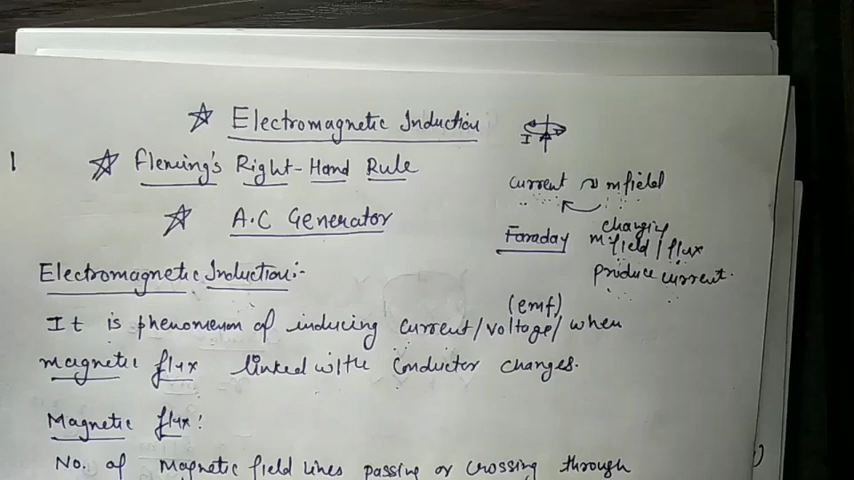 ☆ Electromagnetic Induction
I
1
☆ Fleming's Right-Hand Rule
current ~ mfield
☆ A.C Generator
Faraday changing
m field / flux
produce current.
Electromagnetic Induction:-
(emf)
It is phenomenon of inducing current/voltage/when
magnetic flux linked with conductor changes.
Magnetic flux:
No. of Magnetic field lines passing or crossing through